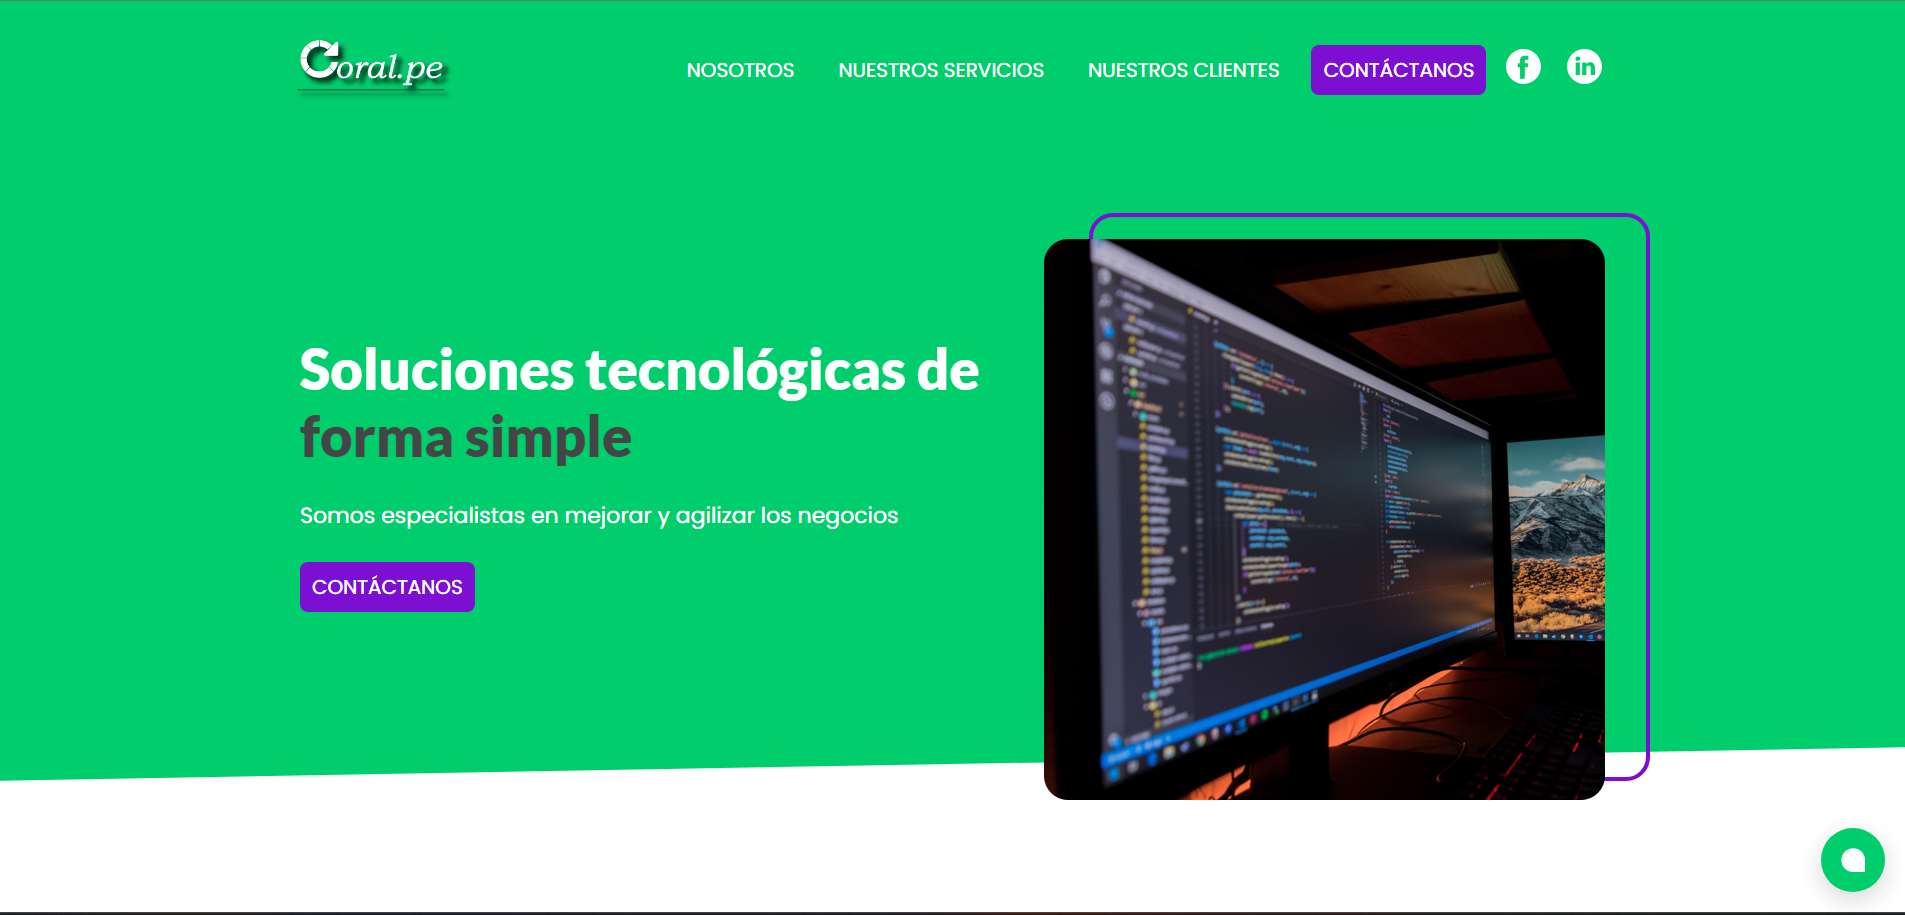 Coral.pe
NOSOTROS
NUESTROS SERVICIOS
NUESTROS CLIENTES
CONTÁCTANOS
Soluciones tecnológicas de
forma simple
Somos especialistas en mejorar y agilizar los negocios
CONTÁCTANOS